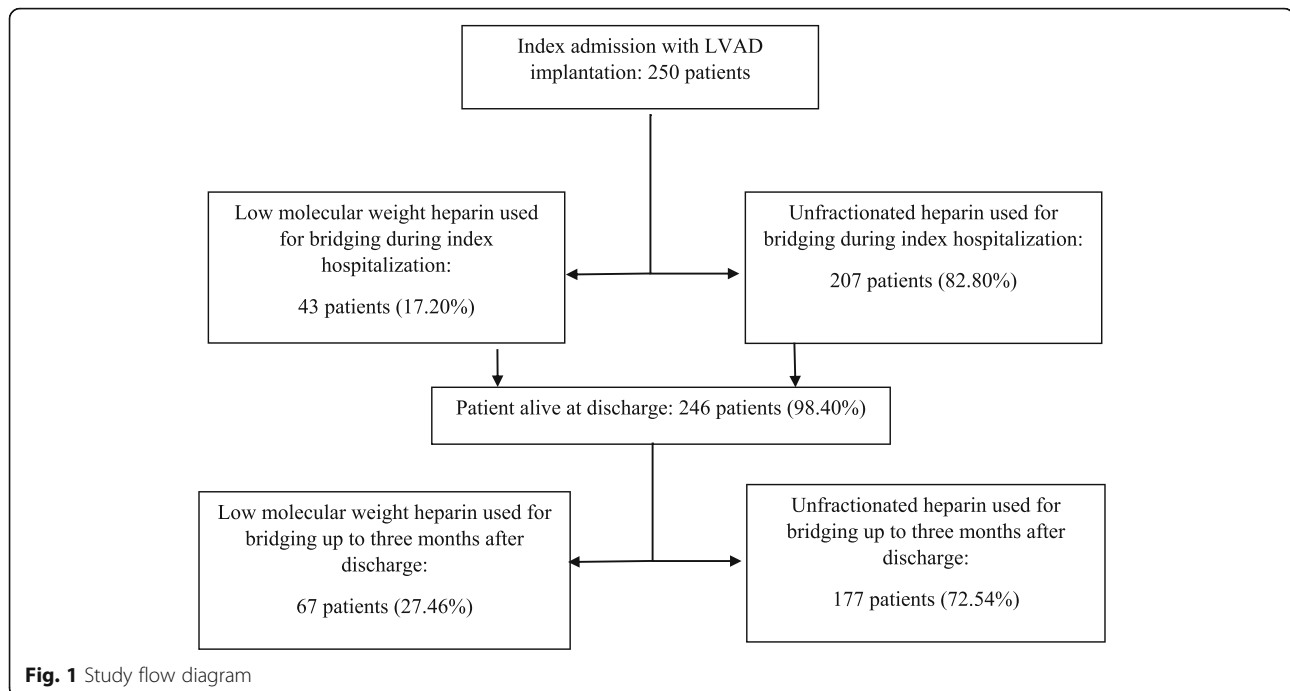 Index admission with LVAD
implantation: 250 patients
Low molecular weight heparin used
for bridging during index
hospitalization:
43 patients (17.20%)
Unfractionated heparin used for
bridging during index hospitalization:
207 patients (82.80%)
Patient alive at discharge: 246 patients (98.40%)
Low molecular weight heparin used for
bridging up to three months after
discharge:
67 patients (27.46%)
Unfractionated heparin used for
bridging up to three months after
discharge:
177 patients (72.54%)
Fig. 1 Study flow diagram